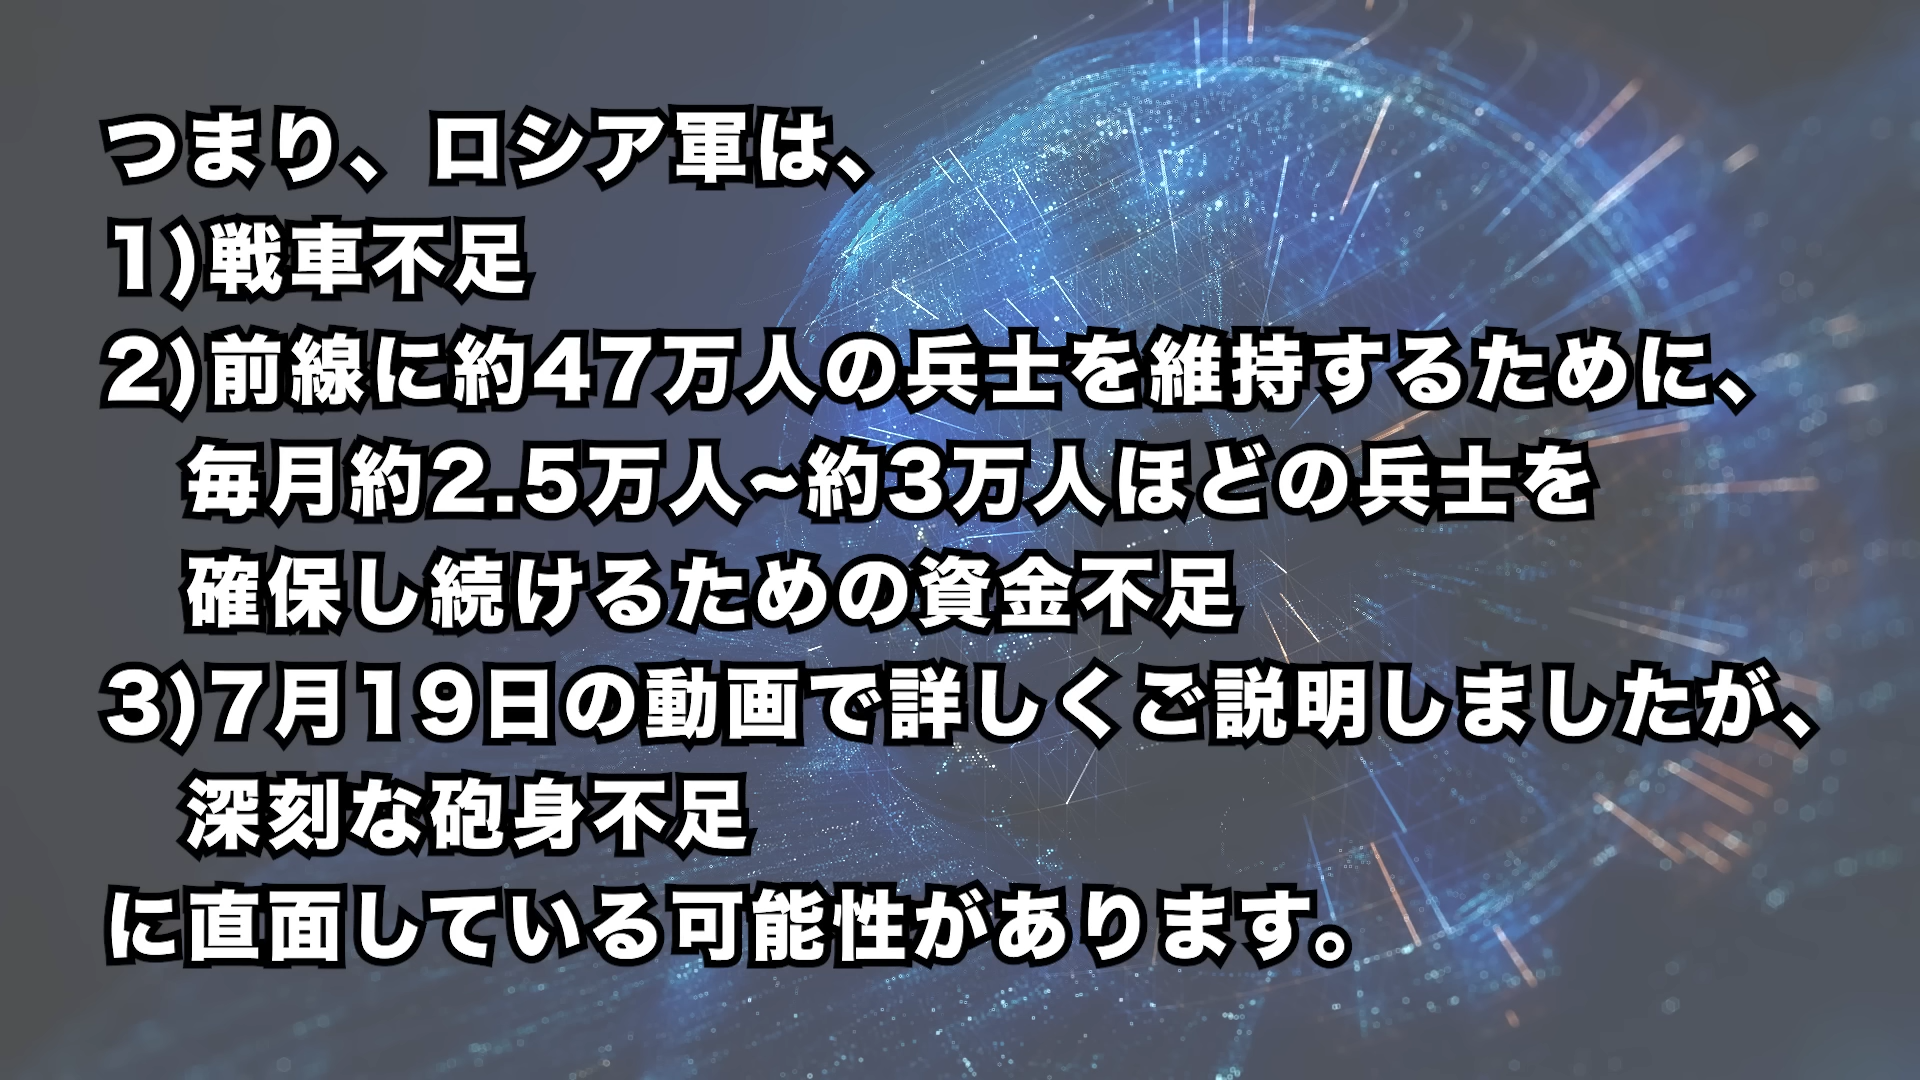 つまり、ロシア軍は、
1)戦車不足
2)前線に約47万人の兵士を維持するために、
毎月約2.5万人~約3万人ほどの兵士を
確保し続けるための資金不足
3)7月19日の動画で詳しくご説明しましたが、
深刻な砲身不足
に直面している可能性があります。